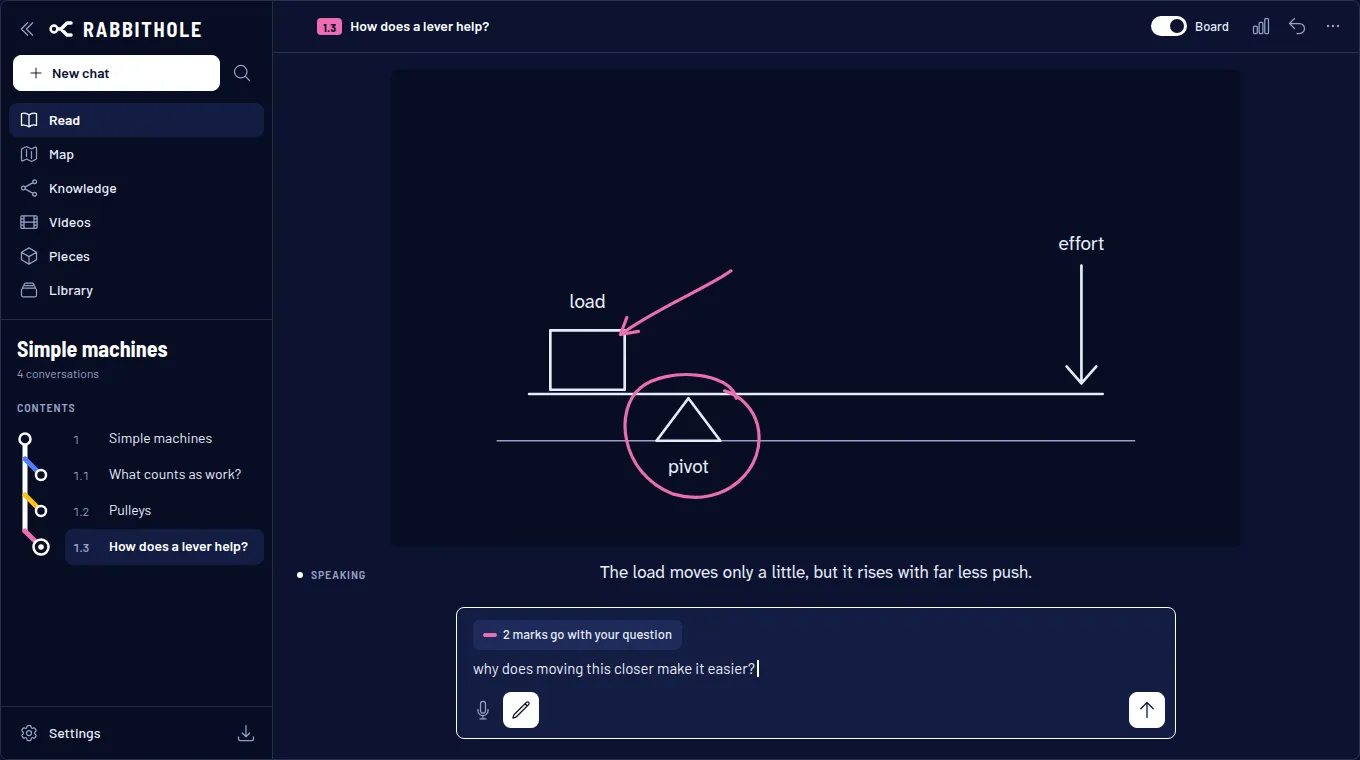 RABBITHOLE
New chat
Read
Map
Knowledge
Videos
Pieces
Library
Simple machines
4 conversations
CONTENTS
1 Simple machines
1.1 What counts as work?
1.2 Pulleys
1.3 How does a lever help?
Settings
1.3 How does a lever help?
Board
effort
load
pivot
SPEAKING
The load moves only a little, but it rises with far less push.
2 marks go with your question
why does moving this closer make it easier?